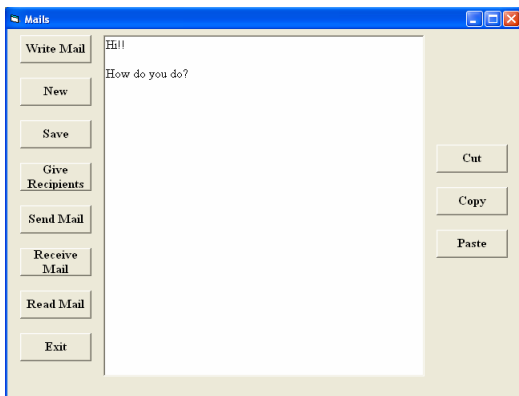 Mails
Write Mail
New
Save
Give
Recipients
Send Mail
Receive
Mail
Read Mail
Exit
Hi!!
How do you do?
Cut
Copy
Paste